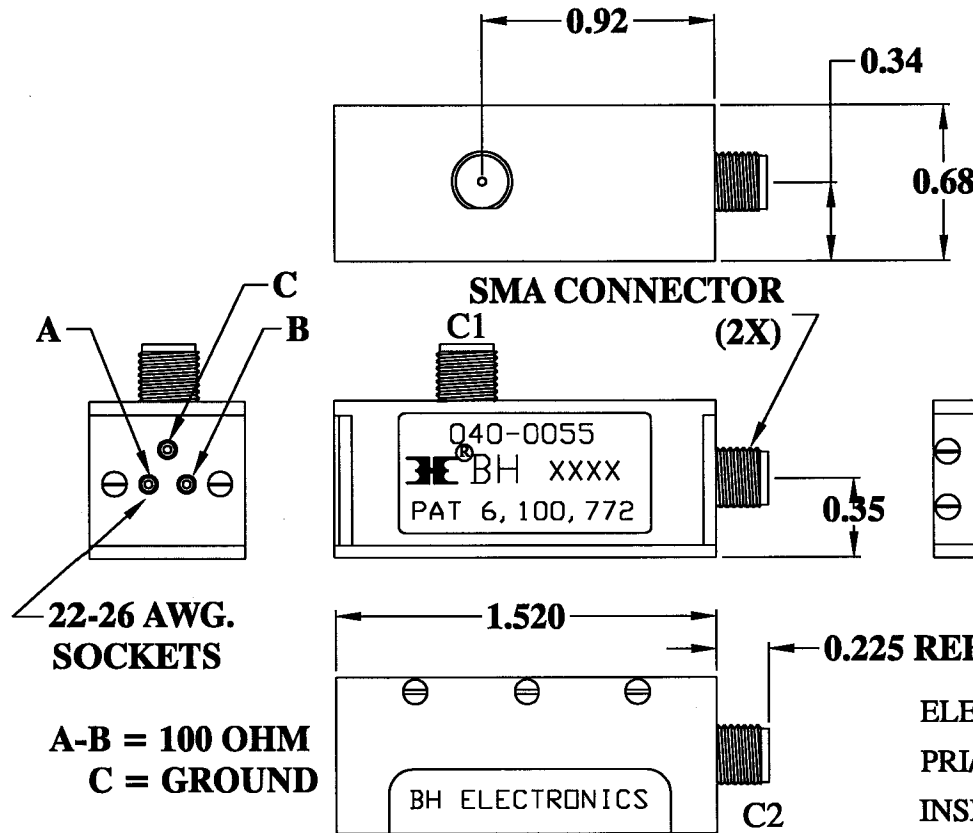 0.92
0.34
0.68
SMA CONNECTOR
(2X)
C
A
B
C1
040-0055
® BH XXXX
PAT 6,100,772
0.35
22-26 AWG.
SOCKETS
1.520
0.225
A-B = 100 OHM
C = GROUND
BH ELECTRONICS
C2